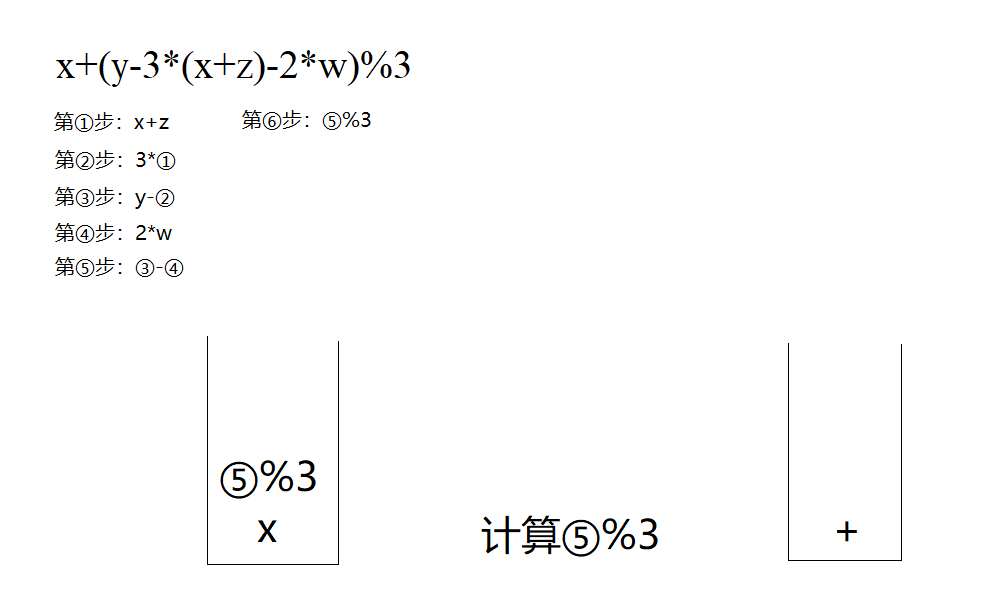 x+(y-3*(x+z)-2*w)%3
第①步：x+z
第②步：3*①
第③步：y-②
第④步：2*w
第⑤步：③-④
第⑥步：⑤%3
⑤%3
x
计算⑤%3
+